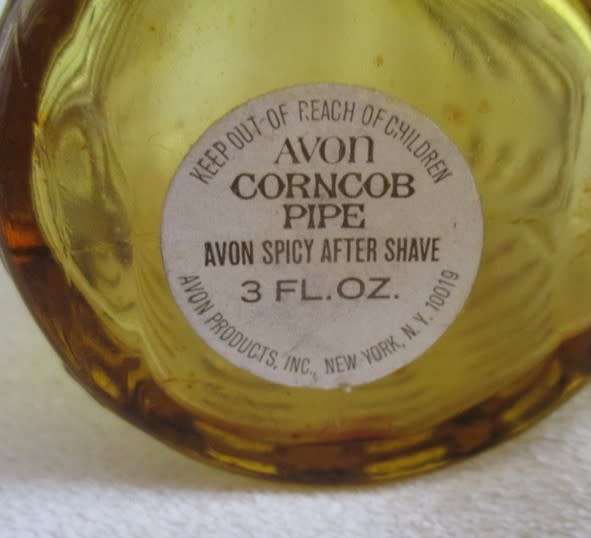 KEEP OUT OF REACH OF CHILDREN
AVON
CORNCOB
PIPE
AVON SPICY AFTER SHAVE
3 FL.OZ.
AVON PRODUCTS, INC., NEW YORK, N.Y. 10019